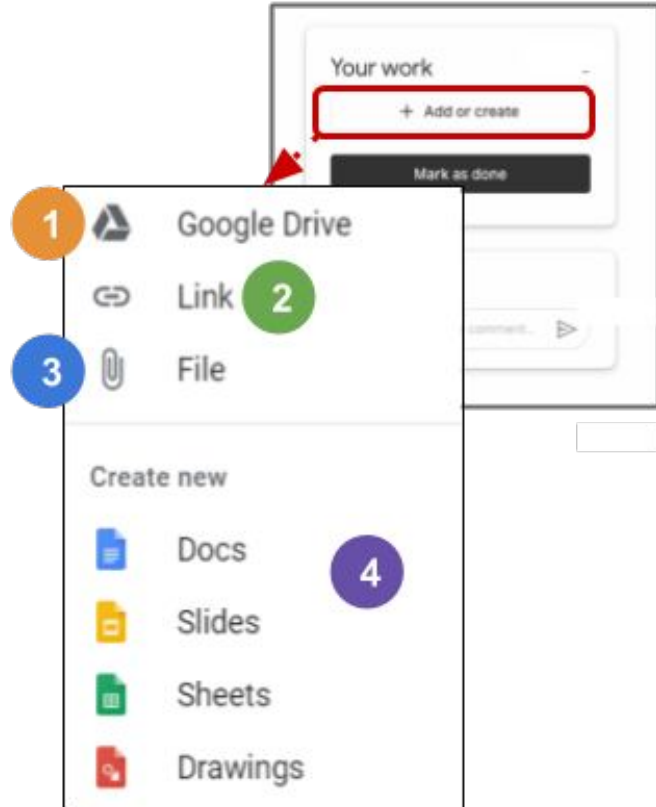 Your work
+ Add or create
Mark as done
comment...
1 Google Drive
Link 2
3 File
Create new
Docs
4
Slides
Sheets
Drawings